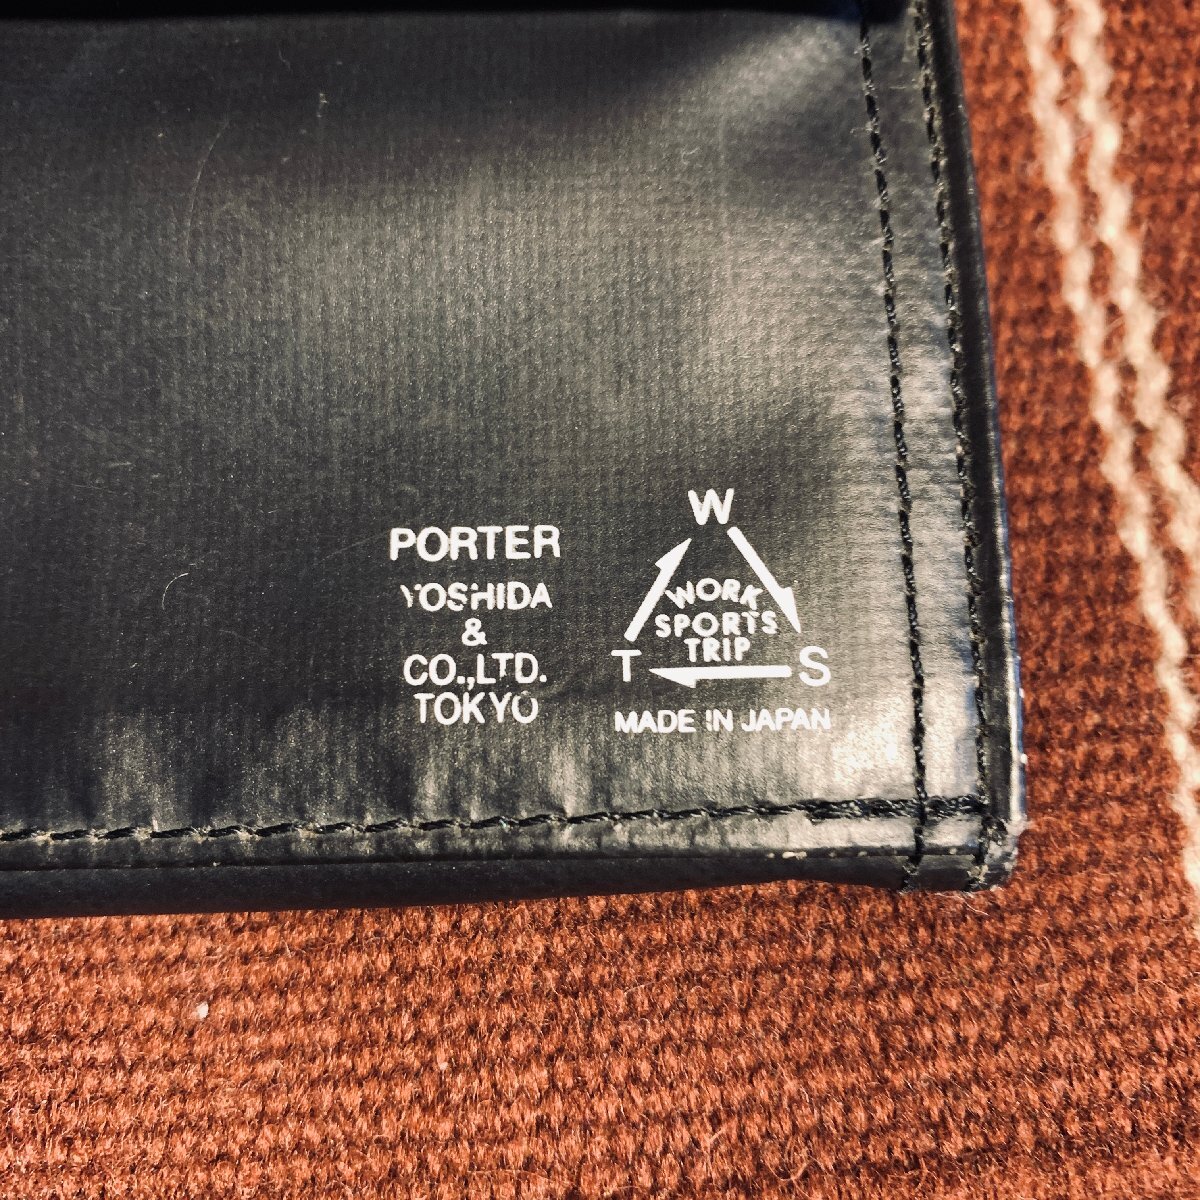 PORTER
YOSHIDA
&
CO.,LTD.
TOKYO
W
WORK
SPORTS
TRIP
T
S
MADE IN JAPAN